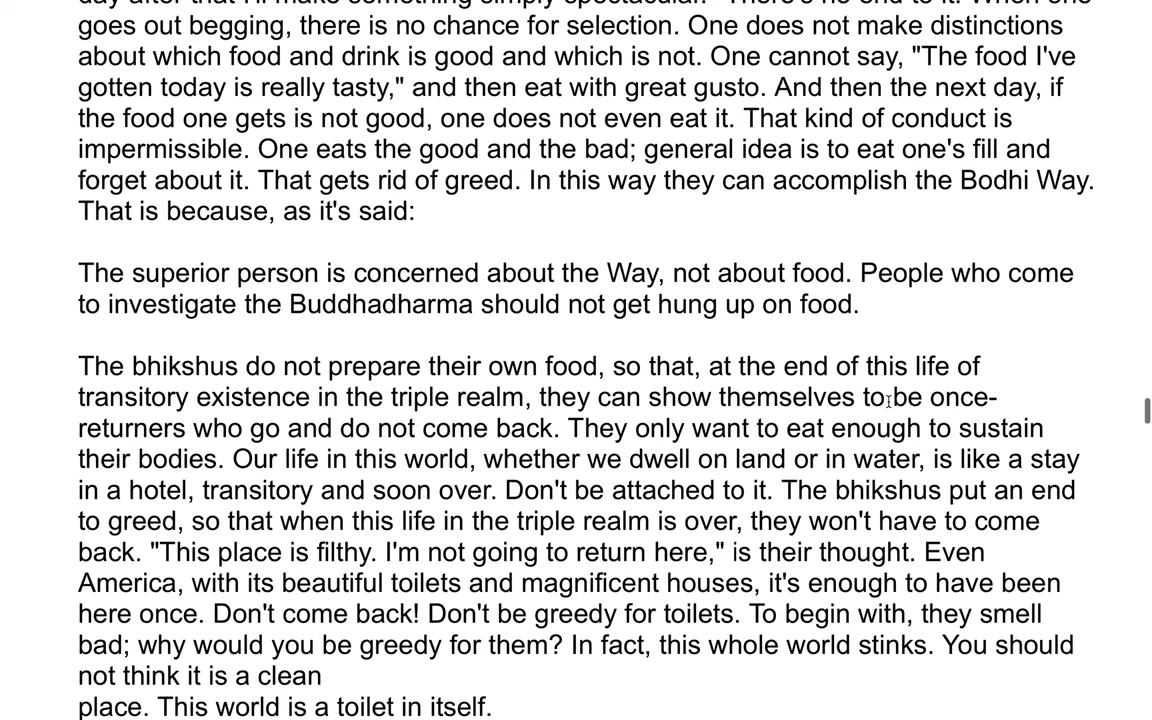 goes out begging, there is no chance for selection. One does not make distinctions
about which food and drink is good and which is not. One cannot say, "The food I've
gotten today is really tasty," and then eat with great gusto. And then the next day, if
the food one gets is not good, one does not even eat it. That kind of conduct is
impermissible. One eats the good and the bad; general idea is to eat one's fill and
forget about it. That gets rid of greed. In this way they can accomplish the Bodhi Way.
That is because, as it's said:
The superior person is concerned about the Way, not about food. People who come
to investigate the Buddhadharma should not get hung up on food.
The bhikshus do not prepare their own food, so that, at the end of this life of
transitory existence in the triple realm, they can show themselves to be once-
returners who go and do not come back. They only want to eat enough to sustain
their bodies. Our life in this world, whether we dwell on land or in water, is like a stay
in a hotel, transitory and soon over. Don't be attached to it. The bhikshus put an end
to greed, so that when this life in the triple realm is over, they won't have to come
back. "This place is filthy. I'm not going to return here," is their thought. Even
America, with its beautiful toilets and magnificent houses, it's enough to have been
here once. Don't come back! Don't be greedy for toilets. To begin with, they smell
bad; why would you be greedy for them? In fact, this whole world stinks. You should
not think it is a clean
place. This world is a toilet in itself.